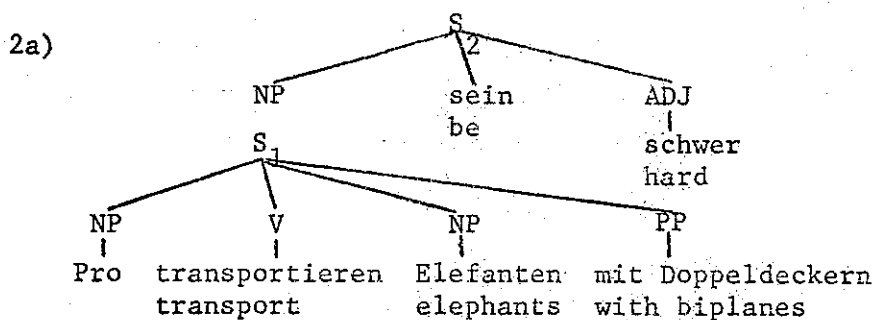 2a)
S2
NP sein ADJ
be schwer
S1 hard
NP V NP PP
Pro transportieren Elefanten mit Doppeldeckern
transport elephants with biplanes